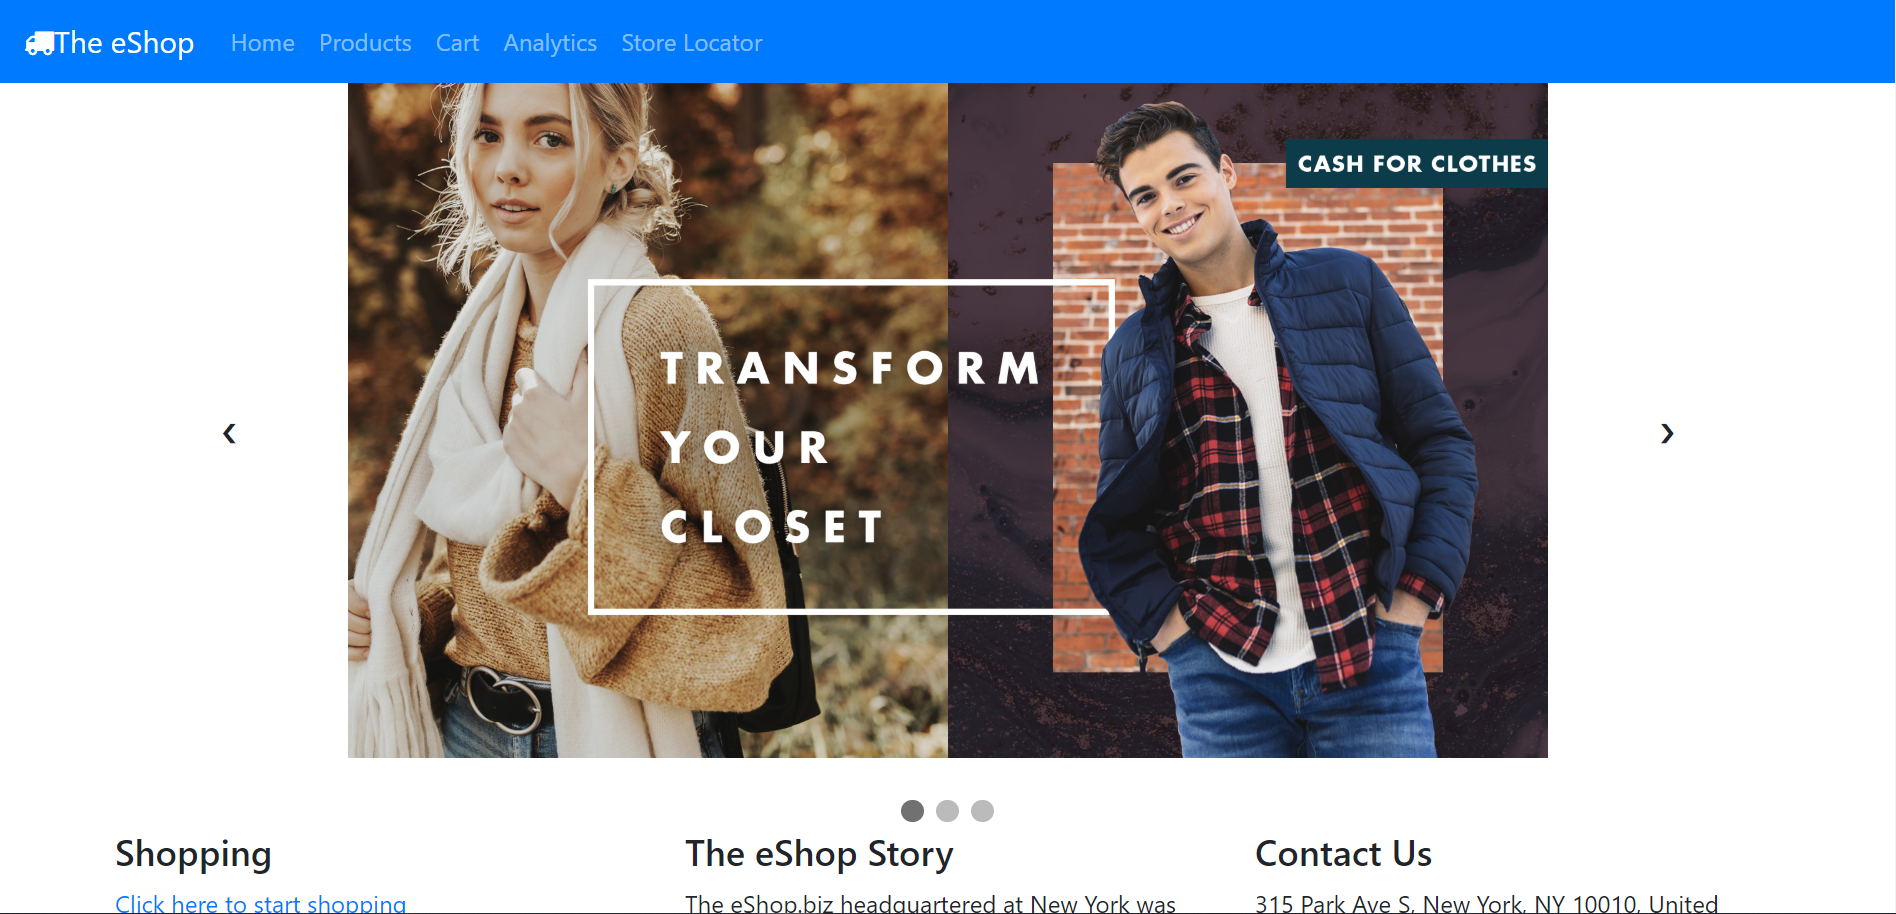 The eShop Home Products Cart Analytics Store Locator
CASH FOR CLOTHES
TRANSFORM
YOUR
CLOSET
‹ ›
Shopping
Click here to start shopping
The eShop Story
The eShop.biz headquartered at New York was
Contact Us
315 Park Ave S, New York, NY 10010, United